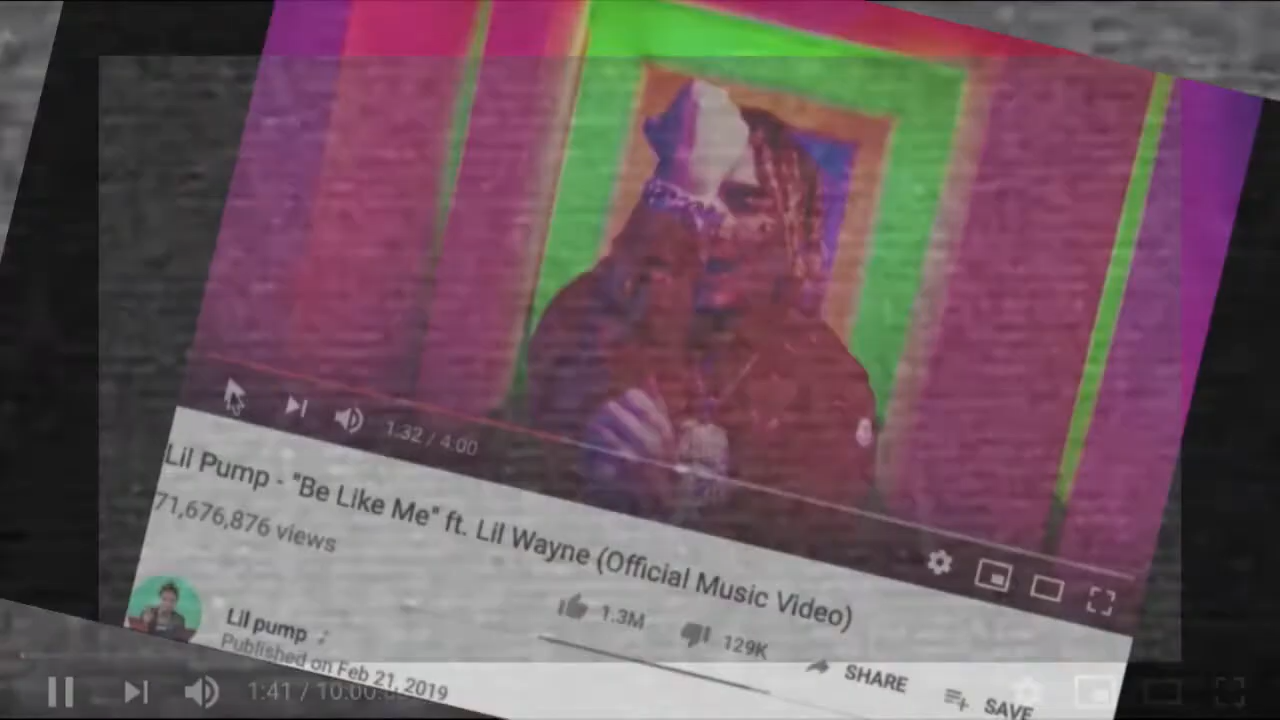 1:32 / 4:00
Lil Pump - "Be Like Me" ft. Lil Wayne (Official Music Video)
71,676,876 views
1.3M
129K
SHARE
SAVE
Lil pump
Published on Feb 21, 2019
1:41 / 10:00:0